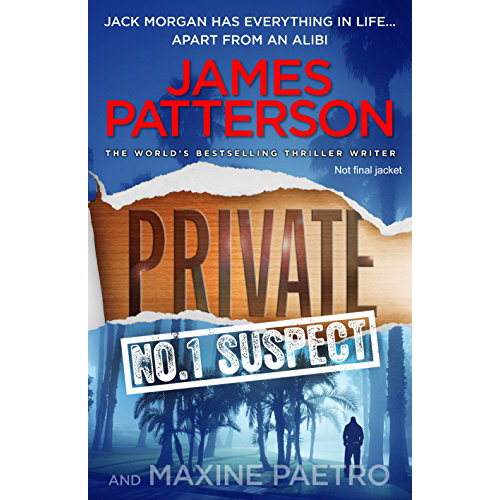 JACK MORGAN HAS EVERYTHING IN LIFE...
APART FROM AN ALIBI
JAMES
PATTERSON
THE WORLD'S BESTSELLING THRILLER WRITER
Not final jacket
PRIVATE
NO.1 SUSPECT
AND MAXINE PAETRO